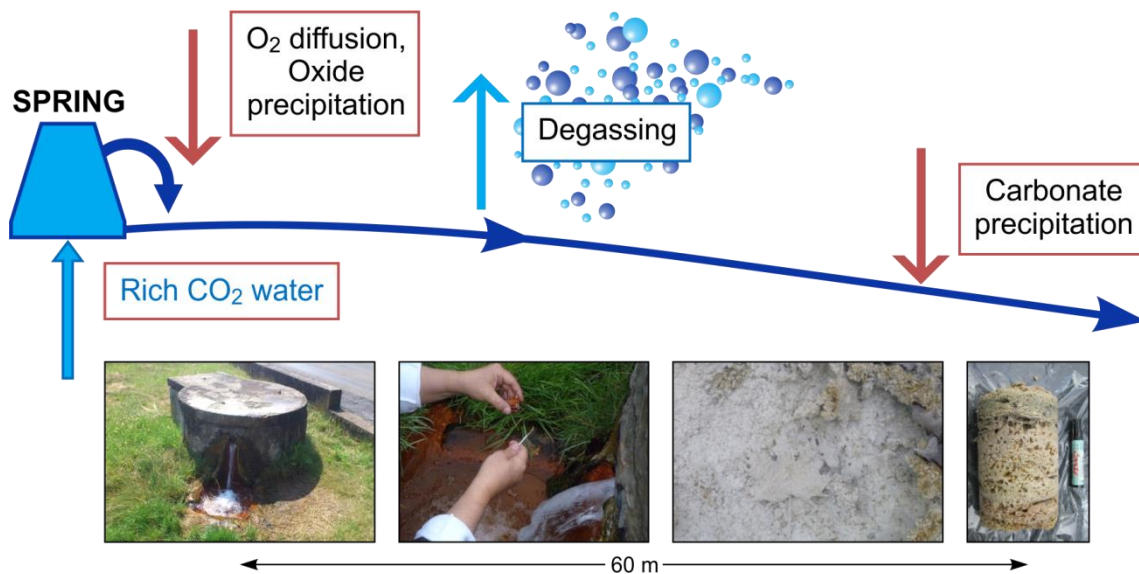 SPRING
O₂ diffusion,
Oxide
precipitation
Degassing
Carbonate
precipitation
Rich CO₂ water
60 m